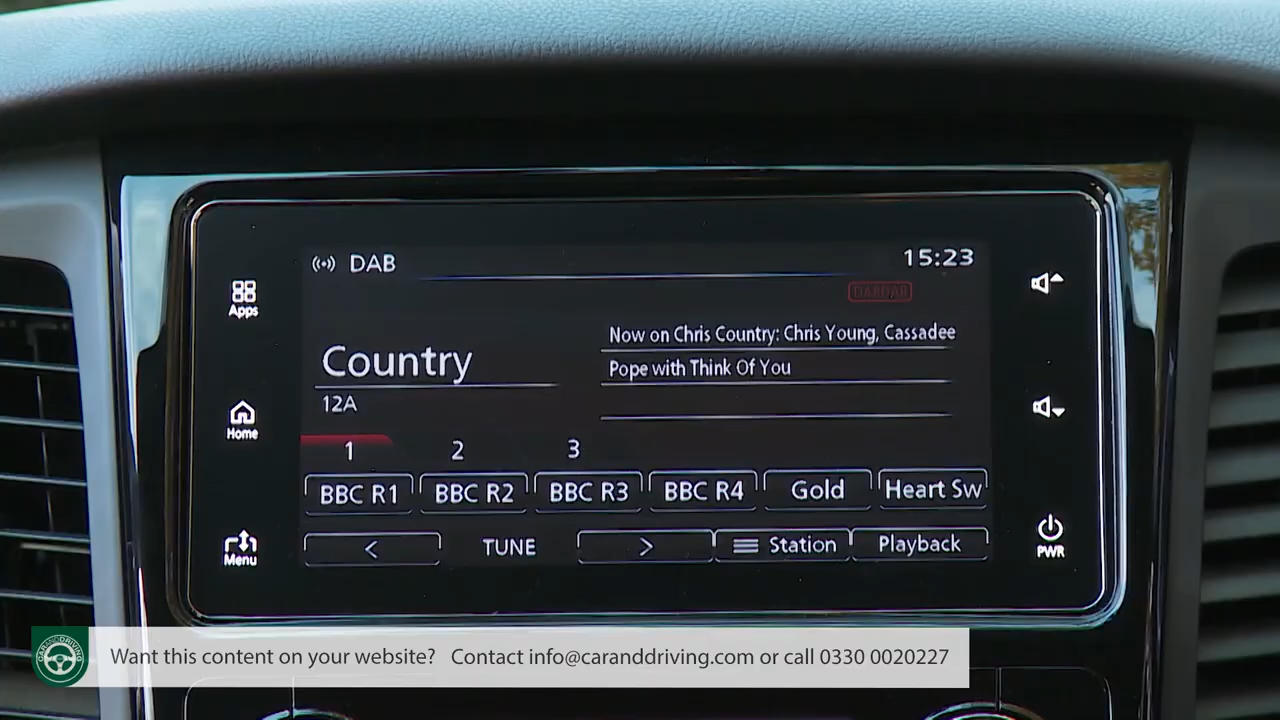 DAB
15:23
DABDAB
Apps
Now on Chris Country: Chris Young, Cassadee
Country
Pope with Think Of You
12A
Home
1 2 3
BBC R1 BBC R2 BBC R3 BBC R4 Gold Heart Sw
Menu
< TUNE > Station Playback
PWR
CARANDDRIVING
Want this content on your website? Contact info@caranddriving.com or call 0330 0020227